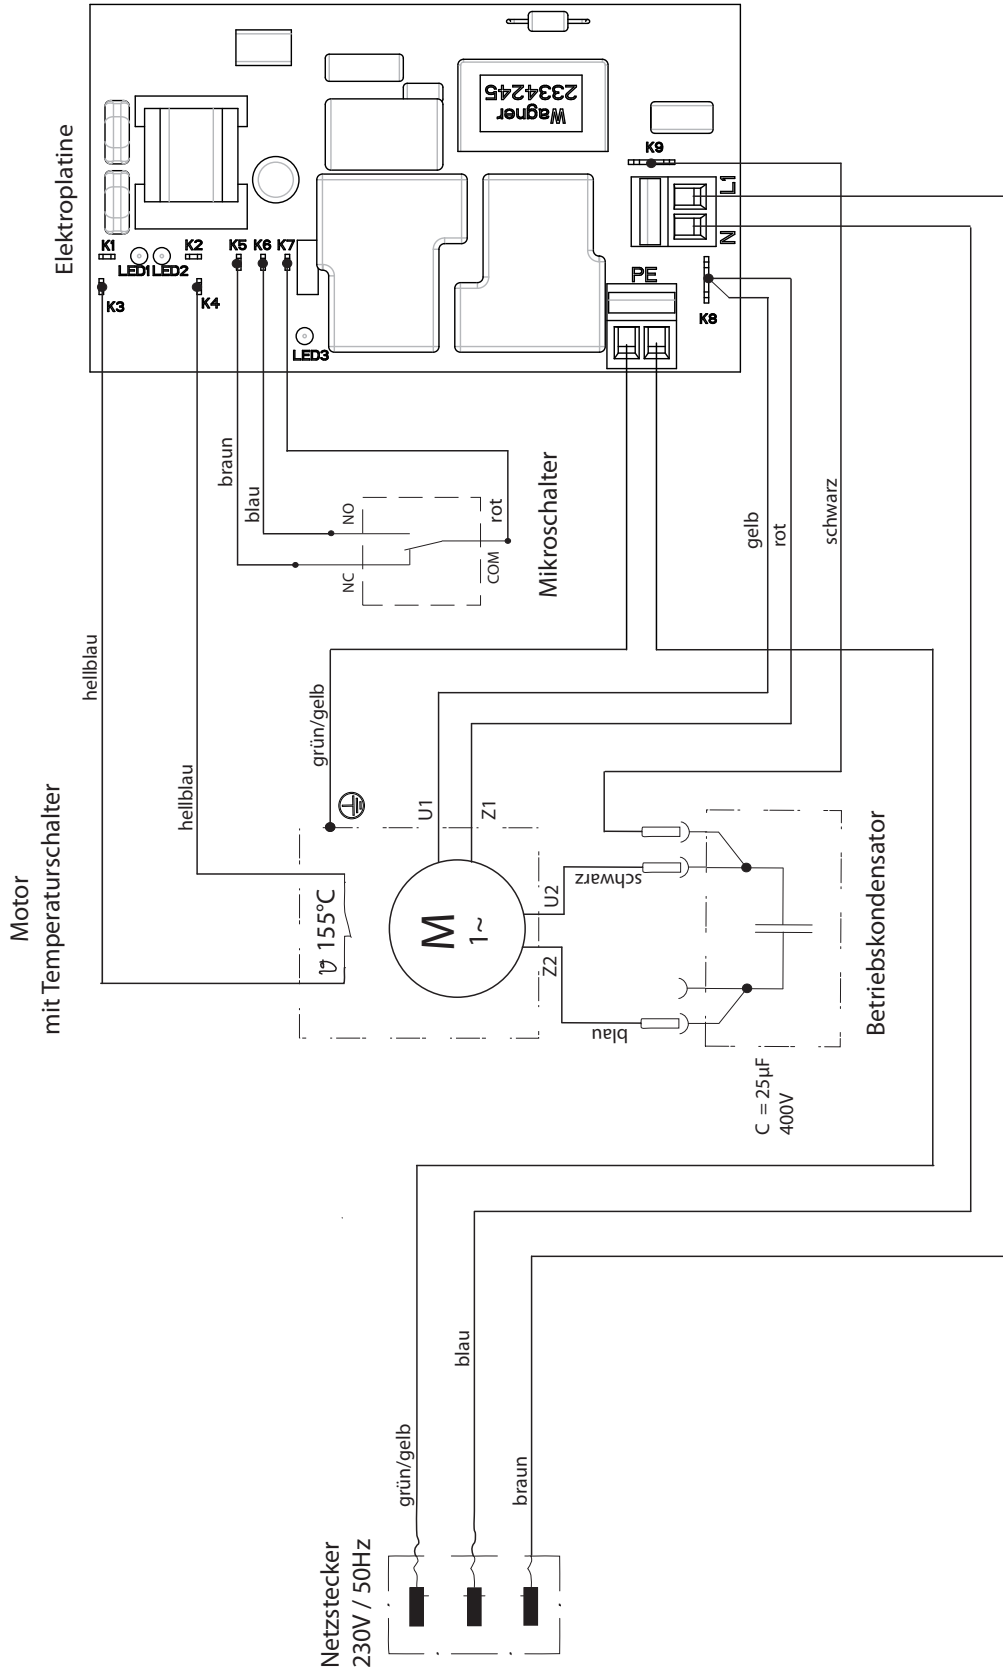 Elektroplatine
Wagner
2334245
K1
K2
K3
K4
K5
K6
K7
K8
K9
LED1
LED2
LED3
PE
N
L1
hellblau
hellblau
braun
blau
NO
NC
COM
rot
Mikroschalter
grün/gelb
gelb
rot
schwarz
Motor
mit Temperaturschalter
ϑ 155°C
M
1~
U1
Z1
U2
Z2
schwarz
blau
Betriebskondensator
C = 25µF
400V
grün/gelb
blau
braun
Netzstecker
230V / 50Hz